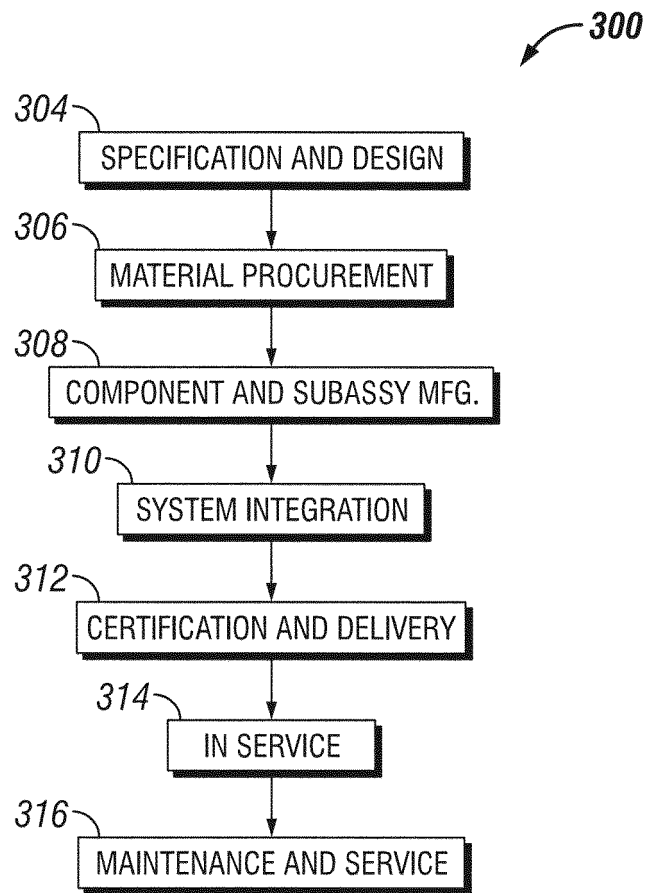 300
304
SPECIFICATION AND DESIGN
306
MATERIAL PROCUREMENT
308
COMPONENT AND SUBASSY MFG.
310
SYSTEM INTEGRATION
312
CERTIFICATION AND DELIVERY
314
IN SERVICE
316
MAINTENANCE AND SERVICE